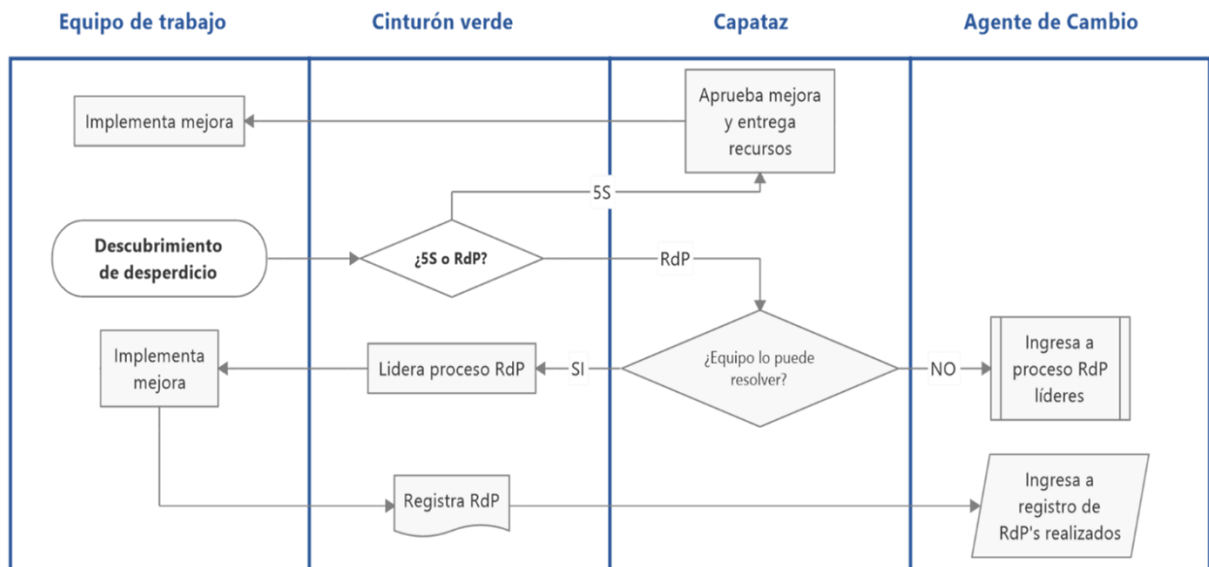 Equipo de trabajo
Cinturón verde
Capataz
Agente de Cambio
Implementa mejora
Aprueba mejora
y entrega
recursos
5S
Descubrimiento
de desperdicio
¿5S o RdP?
RdP
Implementa
mejora
Lidera proceso RdP
SI
¿Equipo lo puede
resolver?
NO
Ingresa a
proceso RdP
líderes
Registra RdP
Ingresa a
registro de
RdP's realizados